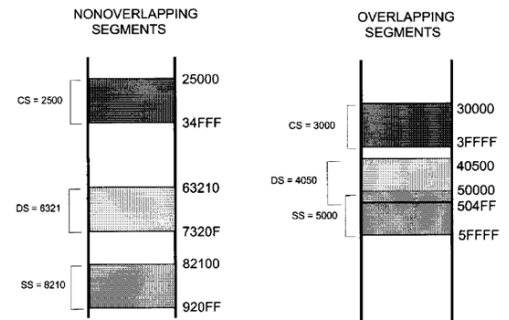 NONOVERLAPPING
SEGMENTS
25000
CS = 2500
34FFF
63210
DS = 6321
7320F
82100
SS = 8210
920FF
OVERLAPPING
SEGMENTS
30000
CS = 3000
3FFFF
40500
DS = 4050
50000
504FF
SS = 5000
5FFFF